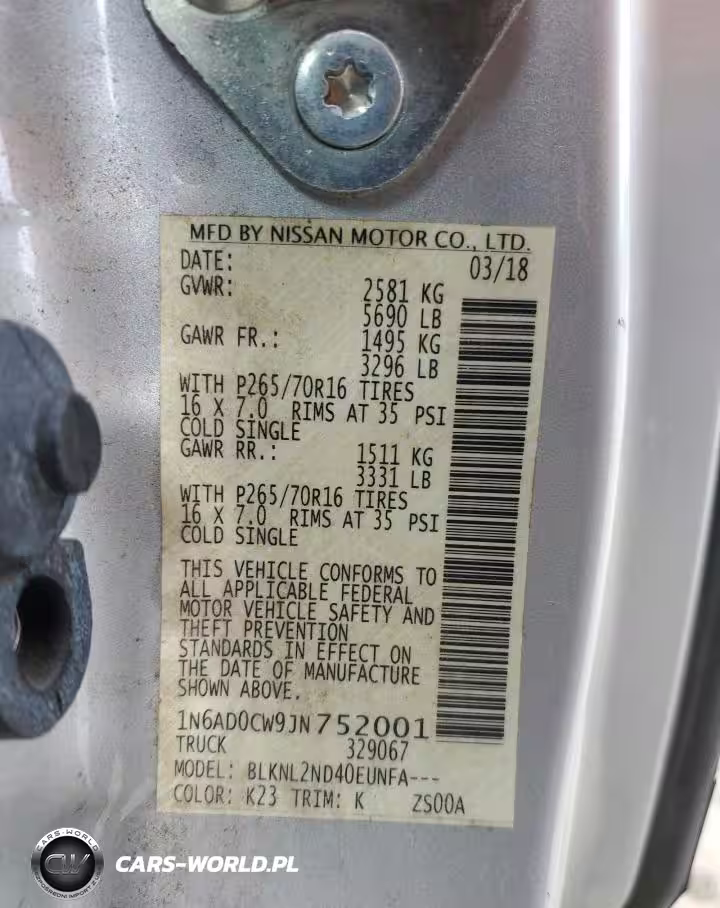 MFD BY NISSAN MOTOR CO., LTD.
DATE: 03/18
GVWR: 2581 KG
5690 LB
GAWR FR.: 1495 KG
3296 LB
WITH P265/70R16 TIRES
16 X 7.0 RIMS AT 35 PSI
COLD SINGLE
GAWR RR.: 1511 KG
3331 LB
WITH P265/70R16 TIRES
16 X 7.0 RIMS AT 35 PSI
COLD SINGLE
THIS VEHICLE CONFORMS TO
ALL APPLICABLE FEDERAL
MOTOR VEHICLE SAFETY AND
THEFT PREVENTION
STANDARDS IN EFFECT ON
THE DATE OF MANUFACTURE
SHOWN ABOVE.
1N6AD0CW9JN752001
TRUCK 329067
MODEL: BLKNL2ND40EUNFA---
COLOR: K23 TRIM: K ZS00A
CARS-WORLD.PL
CW
CARS-WORLD.PL